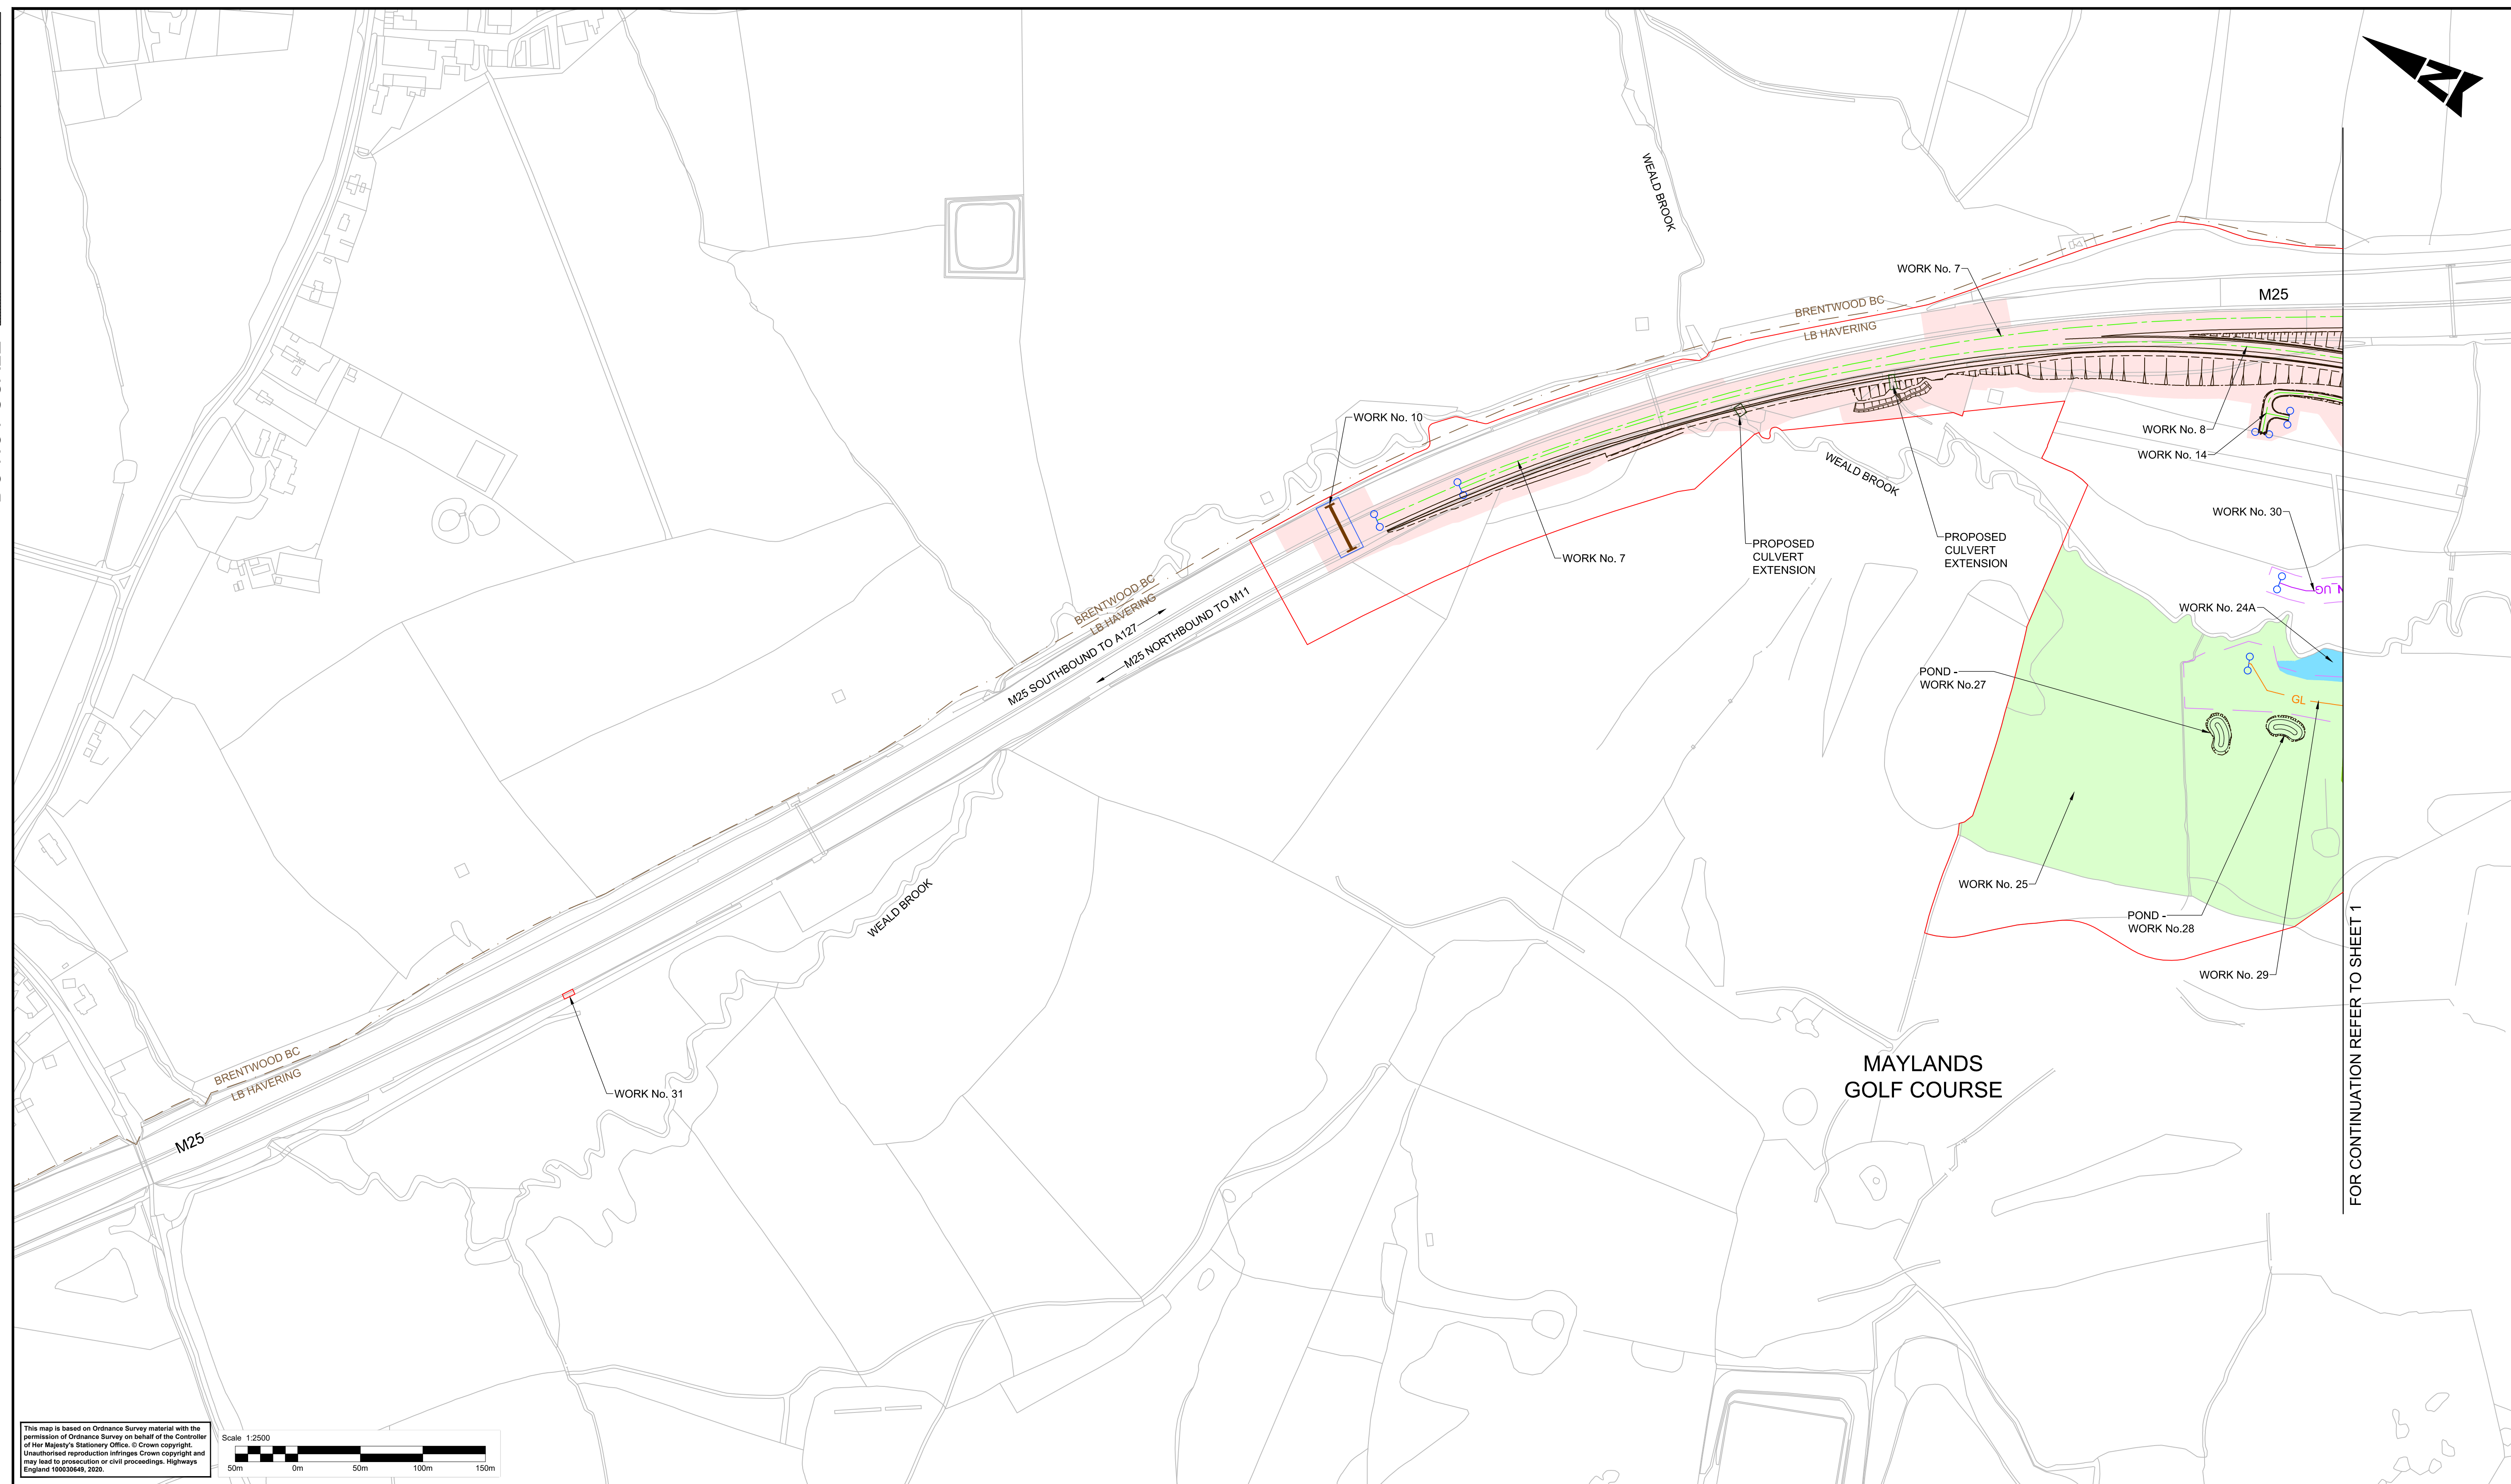 WEALD BROOK
WORK No. 7
M25
BRENTWOOD BC
LB HAVERING
WORK No. 10
WORK No. 8
WORK No. 14
WEALD BROOK
WORK No. 30
PROPOSED
CULVERT
EXTENSION
PROPOSED
CULVERT
EXTENSION
WORK No. 7
BRENTWOOD BC
LB HAVERING
M25 SOUTHBOUND TO A127
M25 NORTHBOUND TO M11
UG
WORK No. 24A
POND -
WORK No.27
GL
WORK No. 25
POND -
WORK No.28
WORK No. 29
FOR CONTINUATION REFER TO SHEET 1
WEALD BROOK
BRENTWOOD BC
LB HAVERING
WORK No. 31
M25
MAYLANDS
GOLF COURSE
N
This map is based on Ordnance Survey material with the
permission of Ordnance Survey on behalf of the Controller
of Her Majesty's Stationery Office. © Crown copyright.
Unauthorised reproduction infringes Crown copyright and
may lead to prosecution or civil proceedings. Highways
England 100030649, 2020.
Scale 1:2500
50m 0m 50m 100m 150m